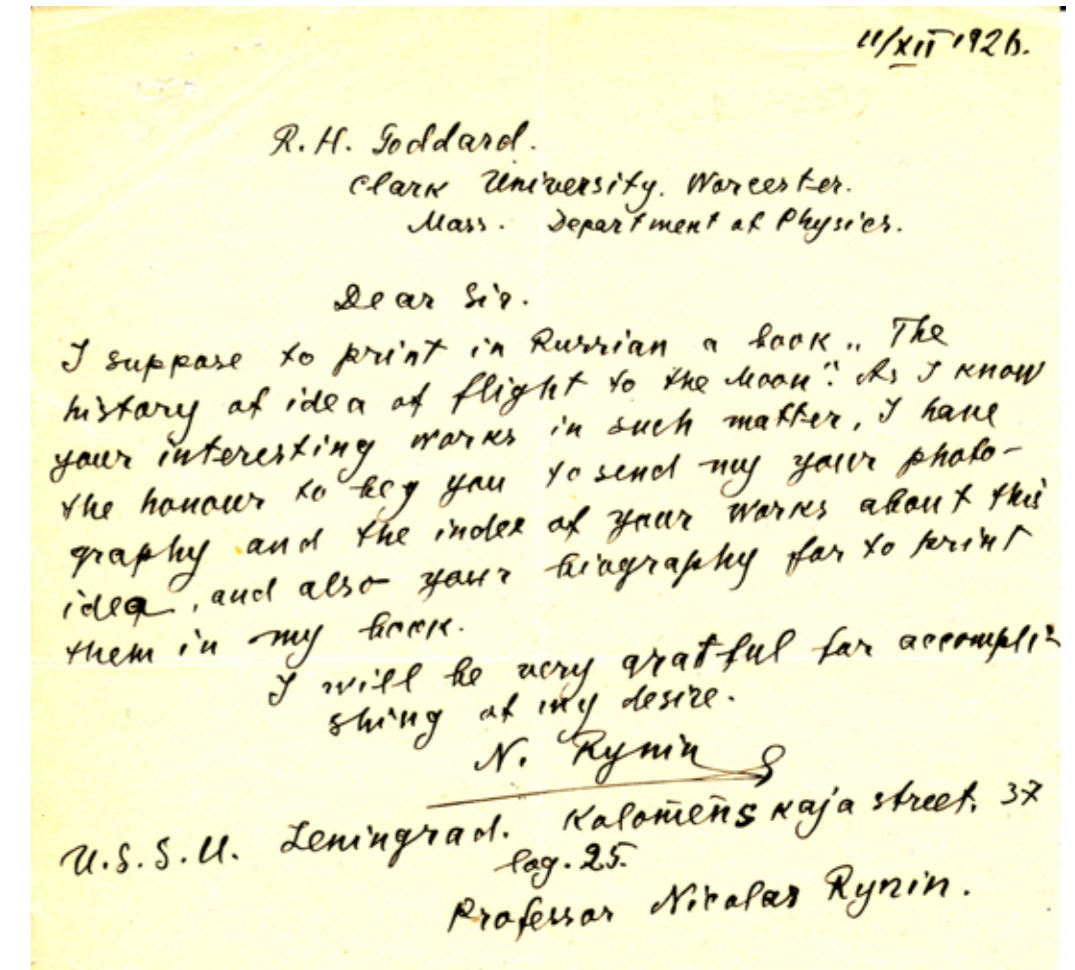 11/XII 1926.
R. H. Goddard.
Clark University. Worcester.
Mass. Department of Physics.
Dear Sir.
I suppose to print in Russian a book „The
history of idea of flight to the Moon". As I know
your interesting works in such matter, I have
the honour to beg you to send my your photo-
graphy and the index of your works about this
idea, and also your biography for to print
them in my book.
I will be very gratful for accompli-
shing of my desire.
N. Rynin
U.S.S.U. Leningrad. Kolomenskaja street. 37
log. 25.
Professor Nicolas Rynin.